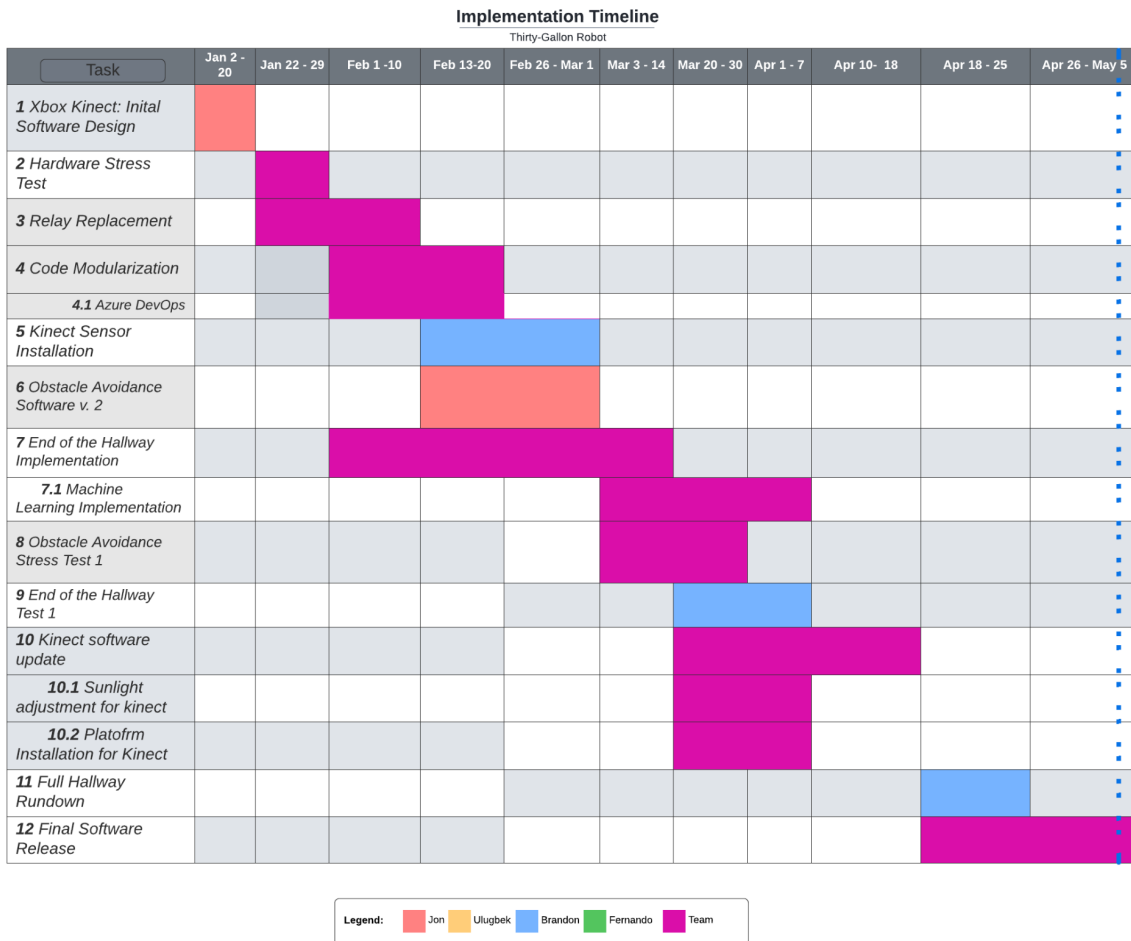 Implementation Timeline
Thirty-Gallon Robot
Task
Jan 2 -
20
Jan 22 - 29
Feb 1 -10
Feb 13-20
Feb 26 - Mar 1
Mar 3 - 14
Mar 20 - 30
Apr 1 - 7
Apr 10-  18
Apr 18 - 25
Apr 26 - May 5
1 Xbox Kinect: Inital
Software Design
2 Hardware Stress
Test
3 Relay Replacement
4 Code Modularization
4.1 Azure DevOps
5 Kinect Sensor
Installation
6 Obstacle Avoidance
Software v. 2
7 End of the Hallway
Implementation
7.1 Machine
Learning Implementation
8 Obstacle Avoidance
Stress Test 1
9 End of the Hallway
Test 1
10 Kinect software
update
10.1 Sunlight
adjustment for kinect
10.2 Platofrm
Installation for Kinect
11 Full Hallway
Rundown
12 Final Software
Release
Legend:
Jon
Ulugbek
Brandon
Fernando
Team